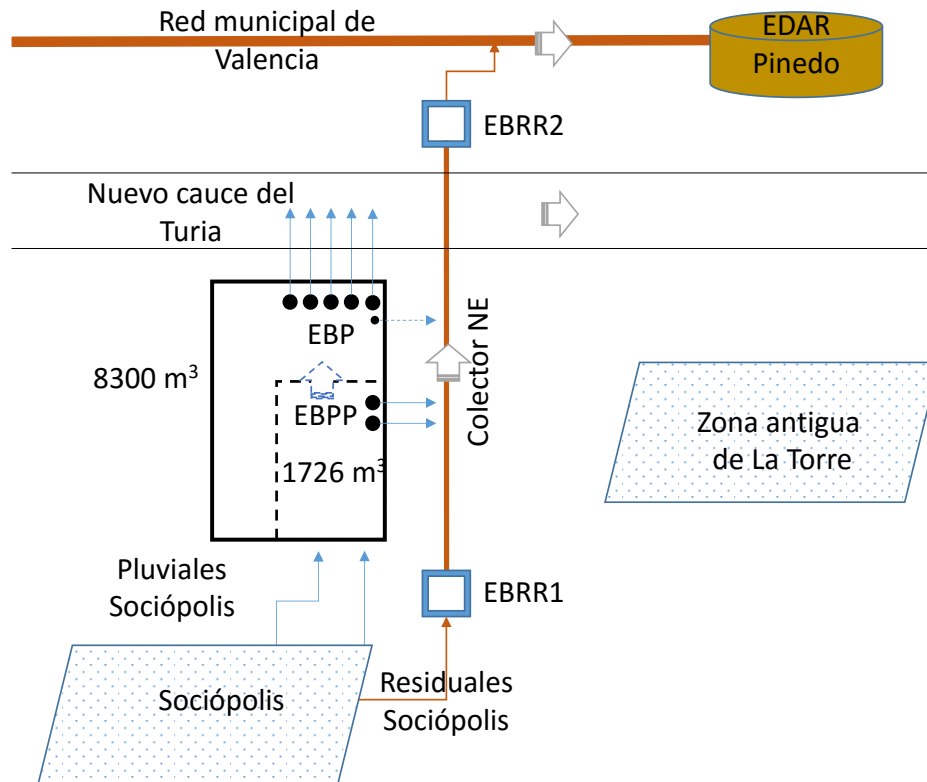 Red municipal de
Valencia
EDAR
Pinedo
EBRR2
Nuevo cauce del
Turia
EBP
8300 m³
Colector NE
EBPP
1726 m³
Zona antigua
de La Torre
Pluviales
Sociópolis
EBRR1
Sociópolis
Residuales
Sociópolis